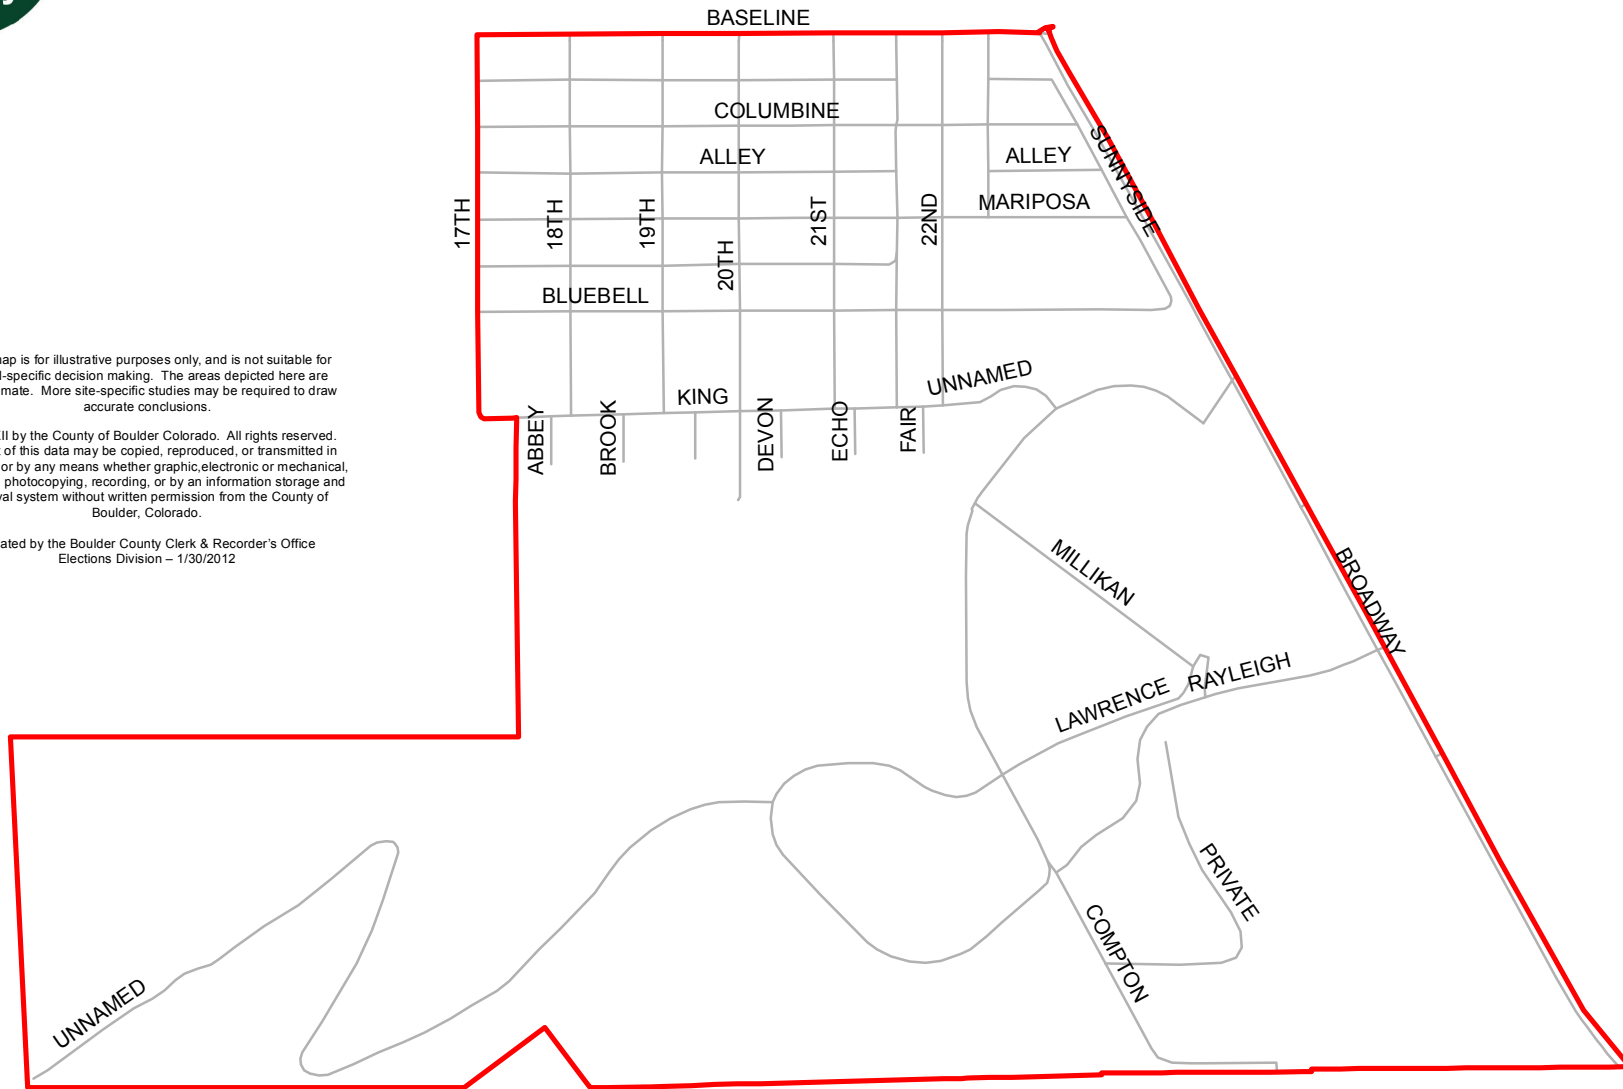 BASELINE
COLUMBINE
ALLEY
ALLEY
SUNNYSIDE
MARIPOSA
17TH
18TH
19TH
20TH
21ST
22ND
BLUEBELL
UNNAMED
KING
ABBEY
BROOK
DEVON
ECHO
FAIR
is for illustrative purposes only, and is not suitable for
-specific decision making. The areas depicted here are
More site-specific studies may be required to draw
accurate conclusions.
by the County of Boulder Colorado. All rights reserved.
of this data may be copied, reproduced, or transmitted in
or by any means whether graphic,electronic or mechanical,
photocopying, recording, or by an information storage and
system without written permission from the County of
Boulder, Colorado.
by the Boulder County Clerk & Recorder's Office
Elections Division – 1/30/2012
MILLIKAN
BROADWAY
LAWRENCE
RAYLEIGH
PRIVATE
COMPTON
UNNAMED